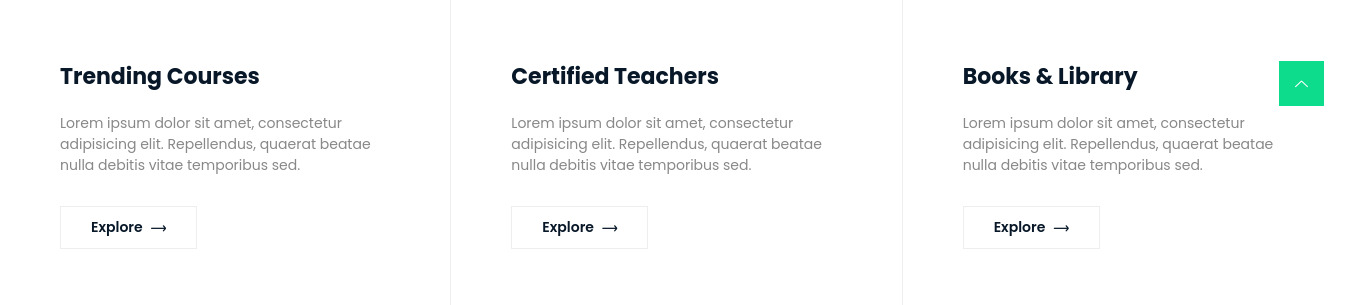 Trending Courses
Lorem ipsum dolor sit amet, consectetur
adipisicing elit. Repellendus, quaerat beatae
nulla debitis vitae temporibus sed.
Explore ⟶
Certified Teachers
Lorem ipsum dolor sit amet, consectetur
adipisicing elit. Repellendus, quaerat beatae
nulla debitis vitae temporibus sed.
Explore ⟶
Books & Library
Lorem ipsum dolor sit amet, consectetur
adipisicing elit. Repellendus, quaerat beatae
nulla debitis vitae temporibus sed.
Explore ⟶